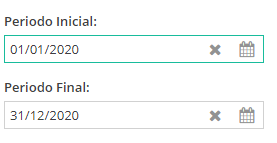 Periodo Inicial:
01/01/2020
Periodo Final:
31/12/2020